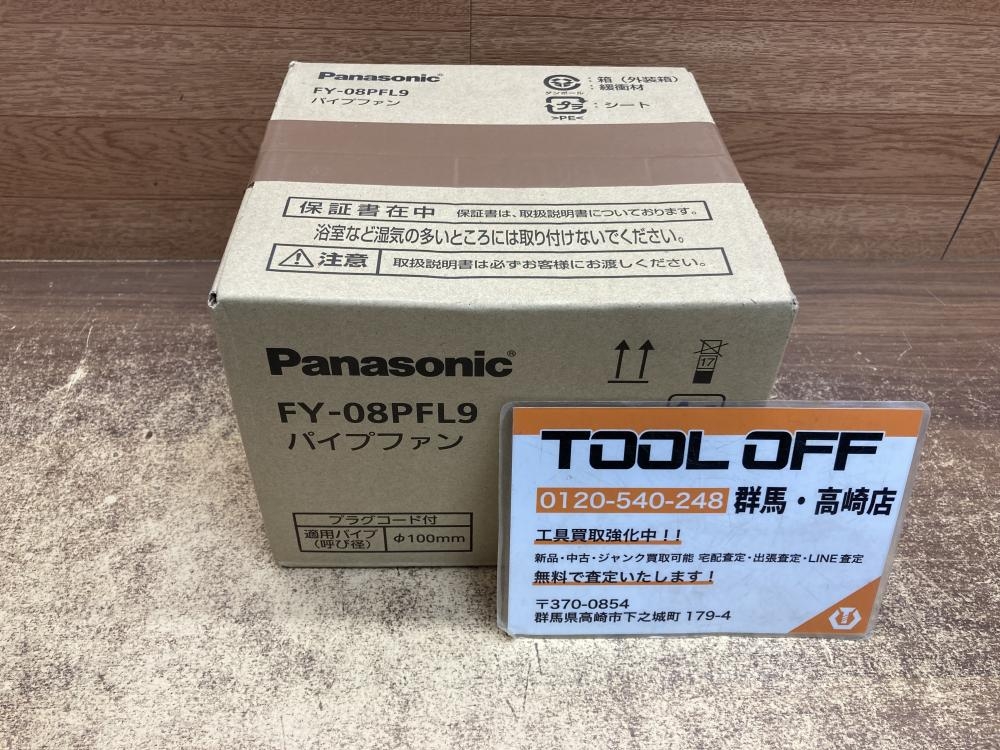 Panasonic®
FY-08PFL9
パイプファン
ダンボール
：箱（外装箱）
：緩衝材
：シート
>PE<
保証書在中 保証書は、取扱説明書についております。
浴室など湿気の多いところには取り付けないでください。
注意 取扱説明書は必ずお客様にお渡しください。
Panasonic®
17
FY-08PFL9
パイプファン
プラグコード付
適用パイプ
（呼び径）
φ100mm
TOOL OFF
0120-540-248 群馬・高崎店
工具買取強化中！！
新品・中古・ジャンク買取可能 宅配査定・出張査定・LINE査定
無料で査定いたします！
〒370-0854
群馬県高崎市下之城町 179-4